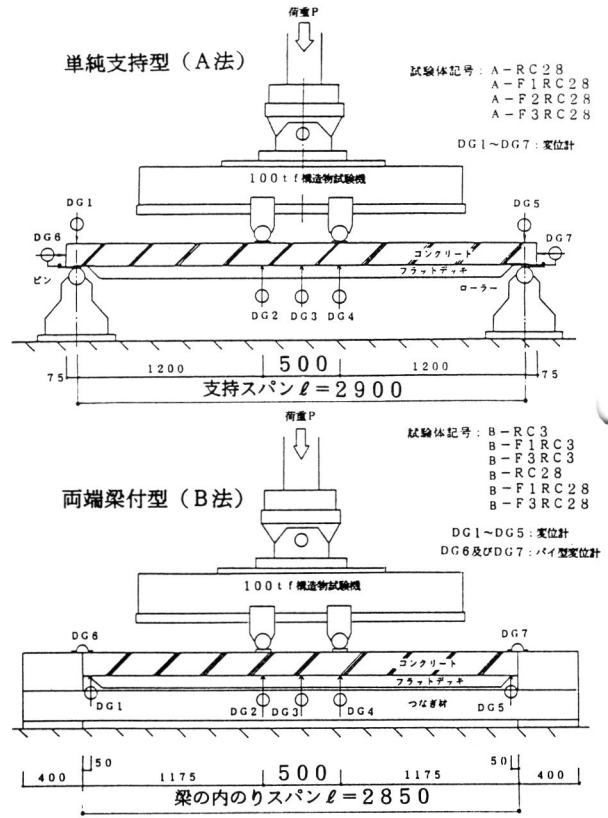 荷重P
単純支持型(A法)
試験体記号:A-RC28
A-F1RC28
A-F2RC28
A-F3RC28
DG1~DG7:変位計
100tf構造物試験機
DG1
DG5
DG6
DG7
コンクリート
フラットデッキ
ピン
ローラー
DG2 DG3 DG4
75 1200 500 1200 75
支持スパンℓ=2900
荷重P
両端梁付型(B法)
試験体記号:B-RC3
B-F1RC3
B-F3RC3
B-RC28
B-F1RC28
B-F3RC28
DG1~DG5:変位計
DG6及びDG7:パイ型変位計
100tf構造物試験機
DG6
DG7
コンクリート
フラットデッキ
DG1 DG2 DG3 DG4 つなぎ材 DG5
50 50
400 1175 500 1175 400
梁の内のりスパンℓ=2850